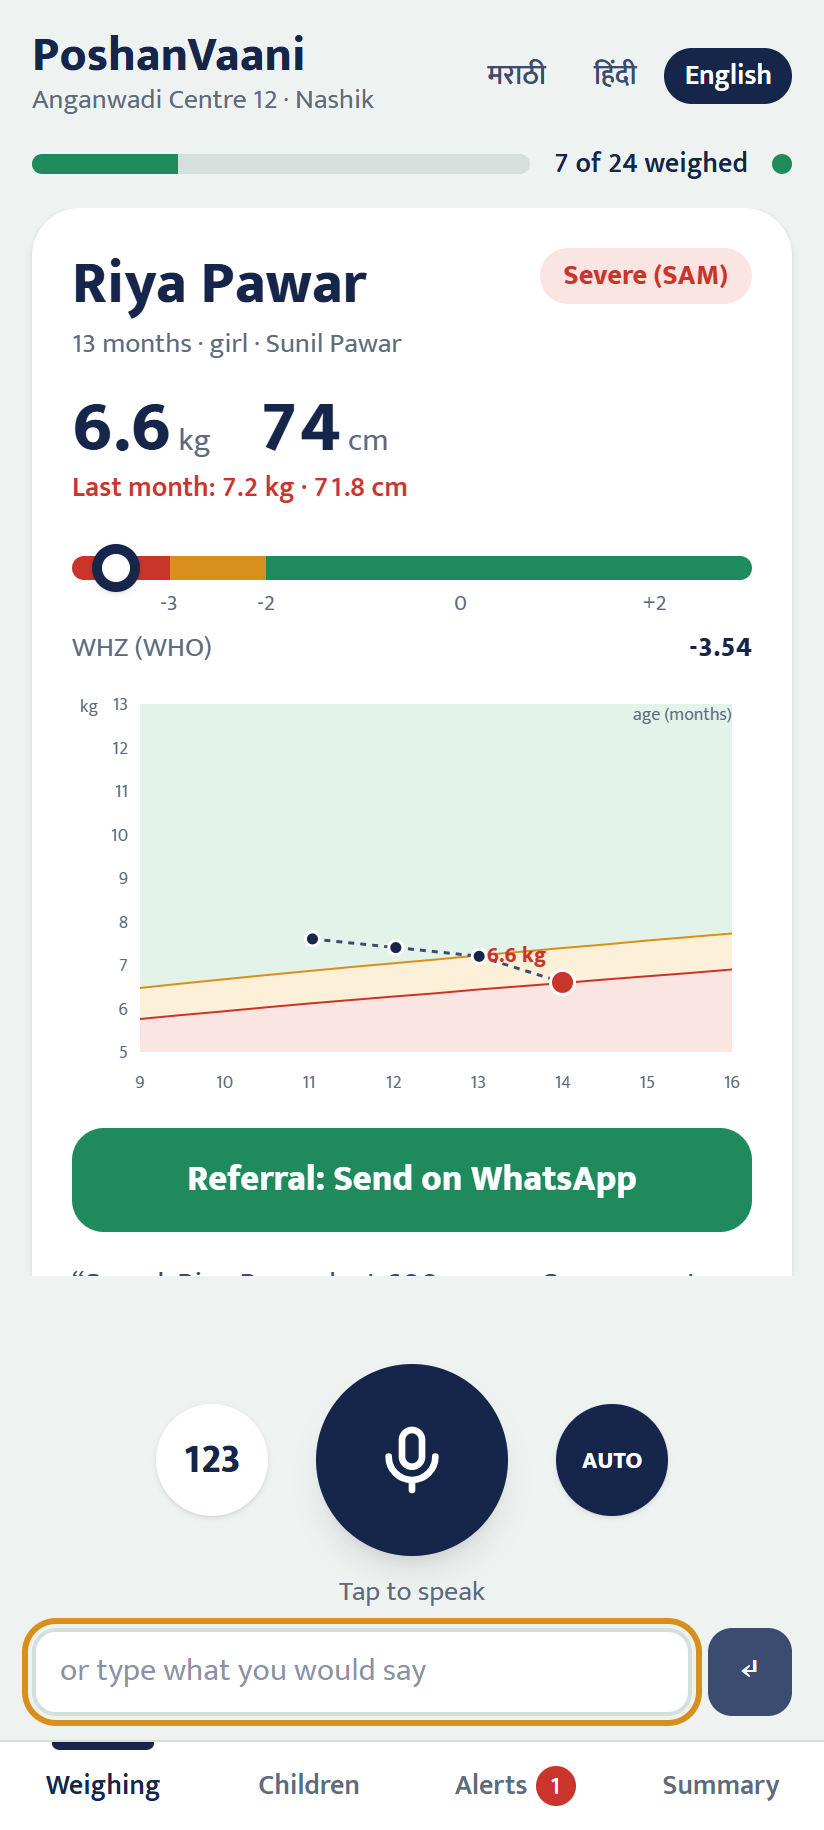 PoshanVaani
Anganwadi Centre 12 · Nashik
मराठी हिंदी English
7 of 24 weighed
Riya Pawar
Severe (SAM)
13 months · girl · Sunil Pawar
6.6 kg 74 cm
Last month: 7.2 kg · 71.8 cm
-3 -2 0 +2
WHZ (WHO) -3.54
kg 13 age (months)
12
11
10
9
8
7
6.6 kg
6
5
9 10 11 12 13 14 15 16
Referral: Send on WhatsApp
123
AUTO
Tap to speak
or type what you would say
Weighing Children Alerts 1 Summary